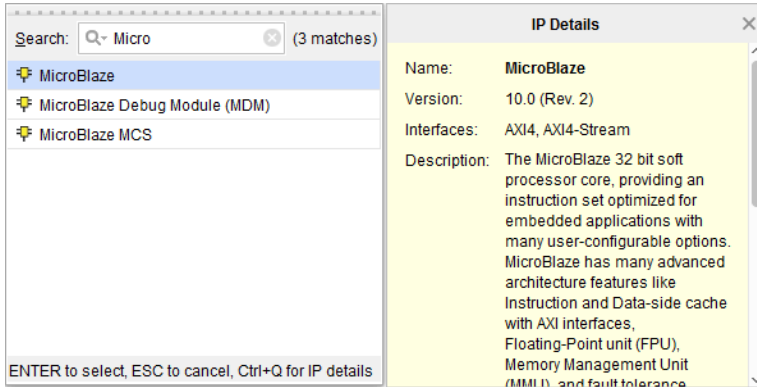 Search: Micro (3 matches)
MicroBlaze
MicroBlaze Debug Module (MDM)
MicroBlaze MCS
ENTER to select, ESC to cancel, Ctrl+Q for IP details
IP Details
Name: MicroBlaze
Version: 10.0 (Rev. 2)
Interfaces: AXI4, AXI4-Stream
Description: The MicroBlaze 32 bit soft
processor core, providing an
instruction set optimized for
embedded applications with
many user-configurable options.
MicroBlaze has many advanced
architecture features like
Instruction and Data-side cache
with AXI interfaces,
Floating-Point unit (FPU),
Memory Management Unit
(MMU), and fault tolerance